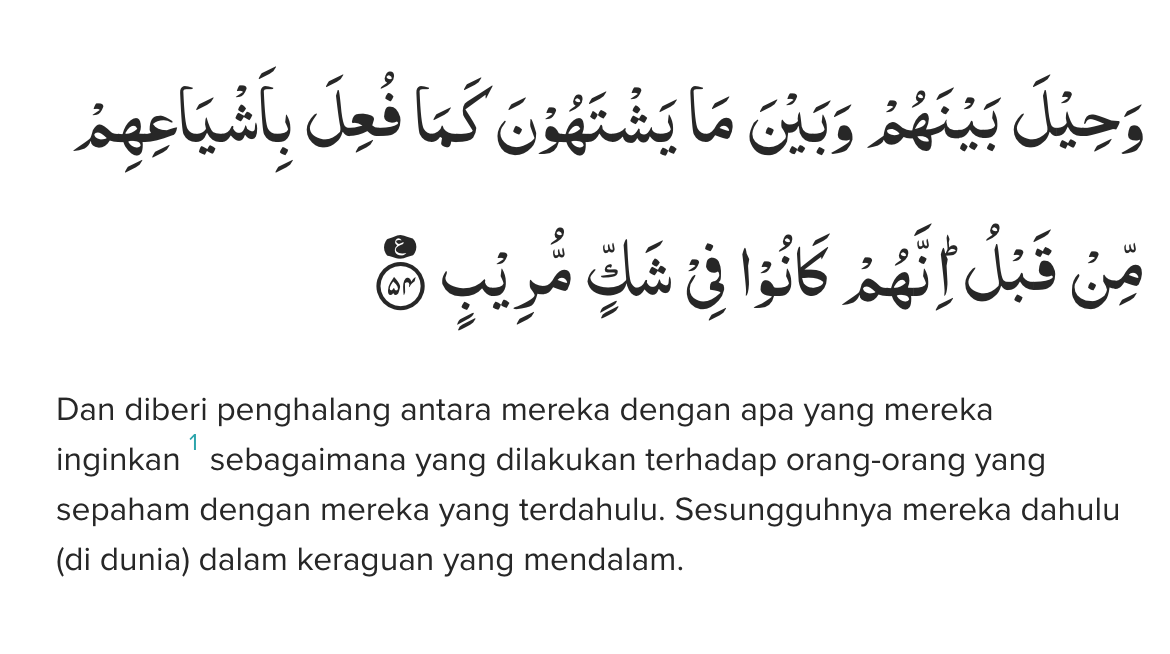 وَحِيْلَ بَيْنَهُمْ وَبَيْنَ مَا يَشْتَهُوْنَ كَمَا فُعِلَ بِاَشْيَاعِهِمْ
مِّنْ قَبْلُ ۗاِنَّهُمْ كَانُوْا فِيْ شَكٍّ مُّرِيْبٍ ࣖ ۝٥٤
Dan diberi penghalang antara mereka dengan apa yang mereka
inginkan 1 sebagaimana yang dilakukan terhadap orang-orang yang
sepaham dengan mereka yang terdahulu. Sesungguhnya mereka dahulu
(di dunia) dalam keraguan yang mendalam.